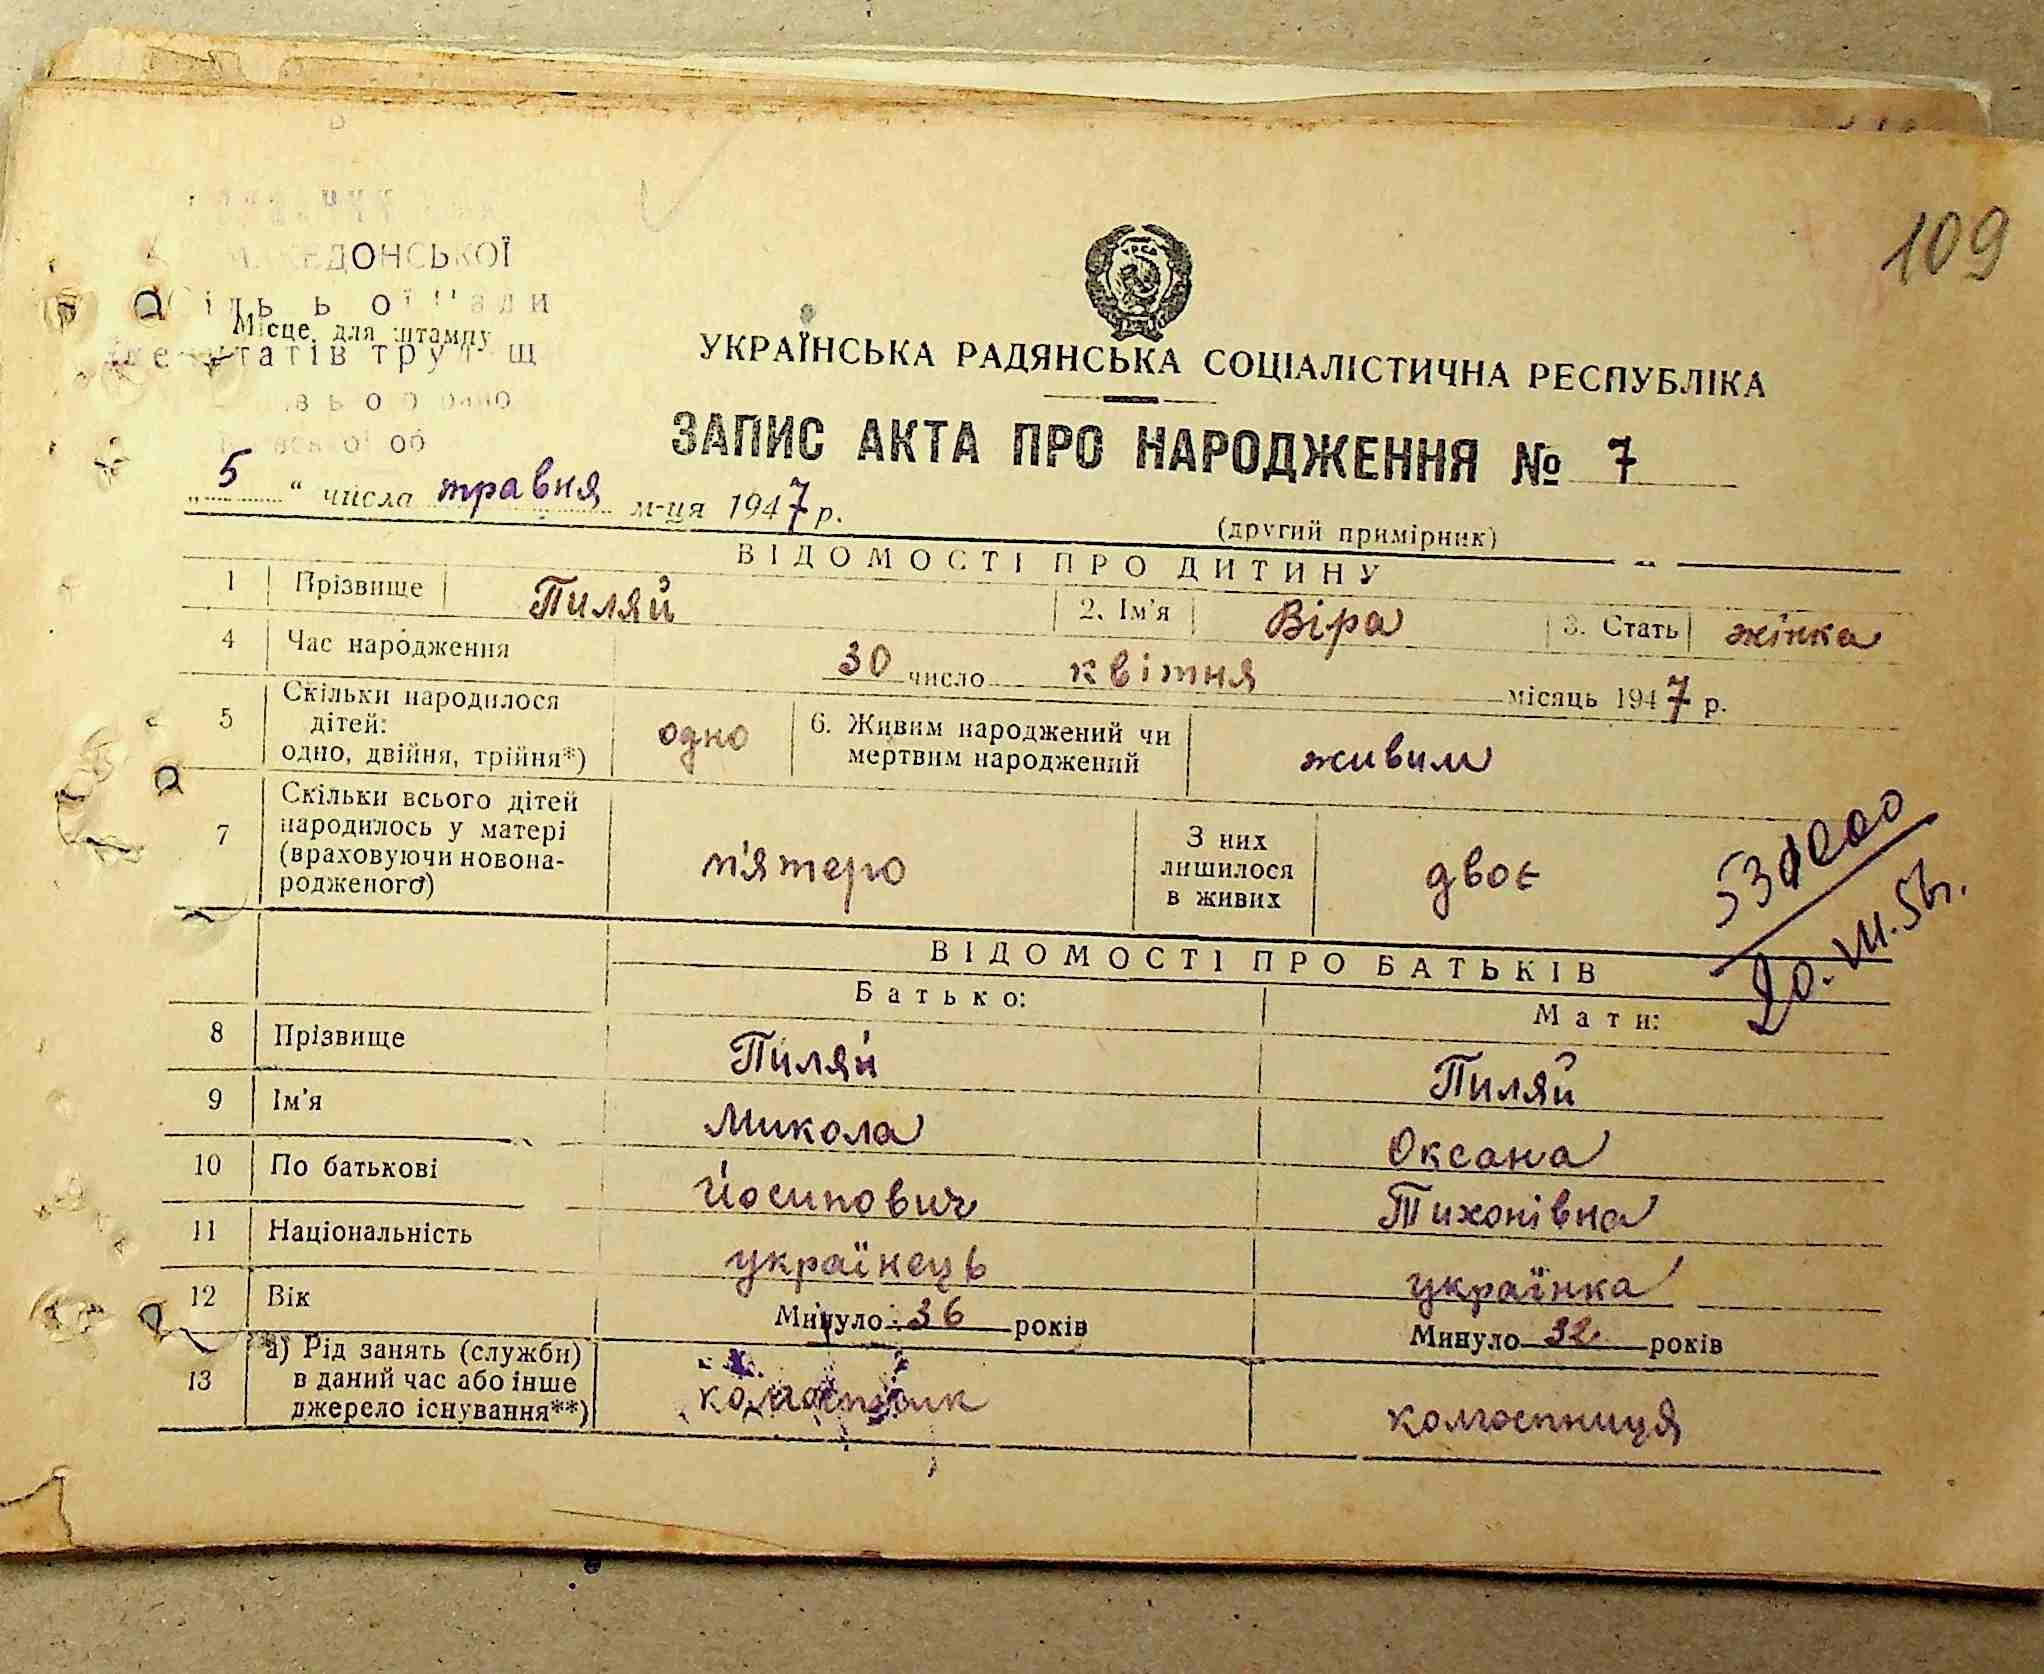 109
МАКЕДОНСЬКОЇ
Місце для штампу
УКРАЇНСЬКА РАДЯНСЬКА СОЦІАЛІСТИЧНА РЕСПУБЛІКА
ЗАПИС АКТА ПРО НАРОДЖЕННЯ № 7
„5“ числа травня м-ця 1947 р.
(другий примірник)
ВІДОМОСТІ ПРО ДИТИНУ
1 Прізвище Пиляй 2. Ім'я Віра 3. Стать жінка
4 Час народження 30 число квітня місяць 1947 р.
5 Скільки народилося дітей: одно, двійня, трійня*) одно 6. Живим народжений чи мертвим народжений живим
7 Скільки всього дітей народилось у матері (враховуючи новонародженого) п'ятеро З них лишилося в живих двоє
20.VII.56г.
ВІДОМОСТІ ПРО БАТЬКІВ
Батько: Мати:
8 Прізвище Пиляй Пиляй
9 Ім'я Микола Оксана
10 По батькові Йосипович Тихонівна
11 Національність українець українка
12 Вік Минуло 36 років Минуло 32 років
13 а) Рід занять (служби) в даний час або інше джерело існування**) колгоспник колгоспниця